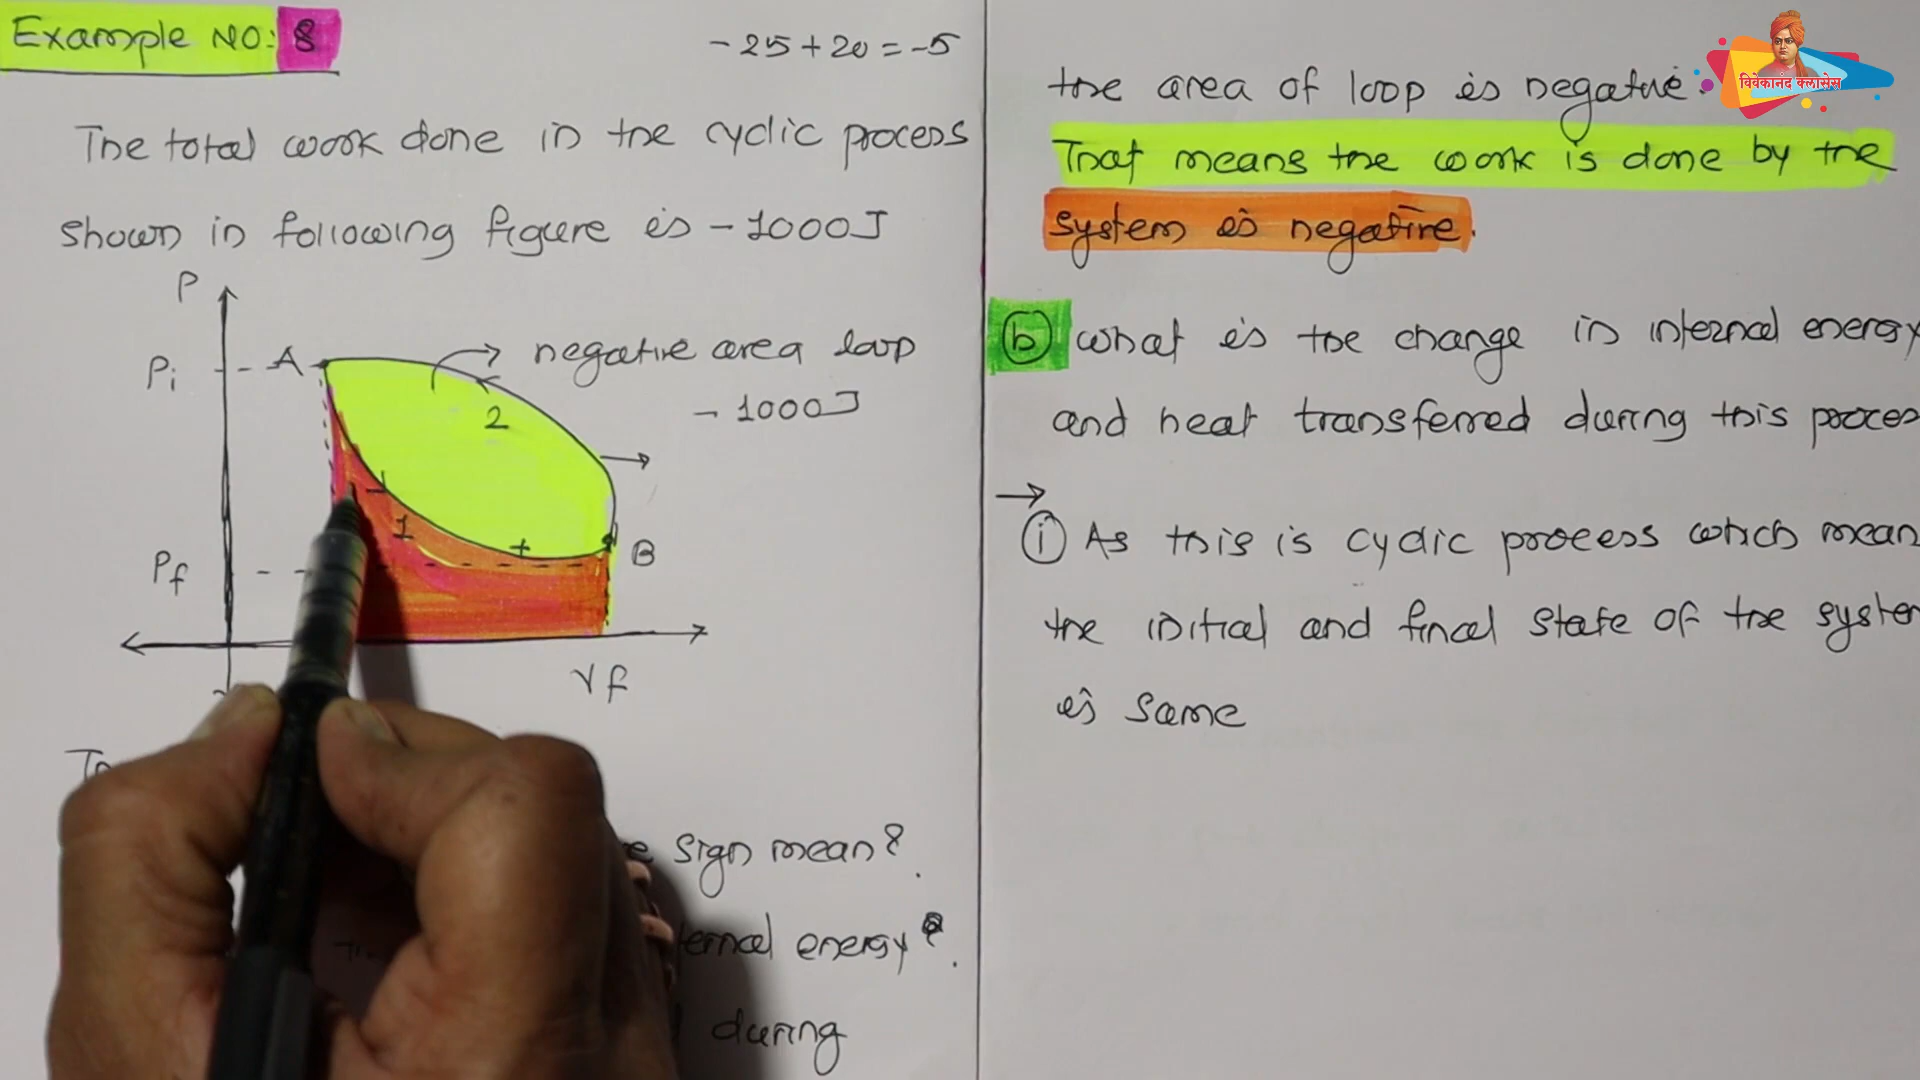 Example NO: 8
- 25 + 20 = - 5
The total work done in the cyclic process
shown in following figure is - 1000J
P
Pi
A
negative area loop
2
- 1000J
1
+
B
Pf
Vf
sign mean?
energy?
during
the area of loop is negative.
That means the work is done by the
system is negative.
(b) What is the change in internal energy
and heat transferred during this proces
→
(i) As this is cyclic process which mean
the initial and final state of the system
is same
विवेकानंद क्लासेस